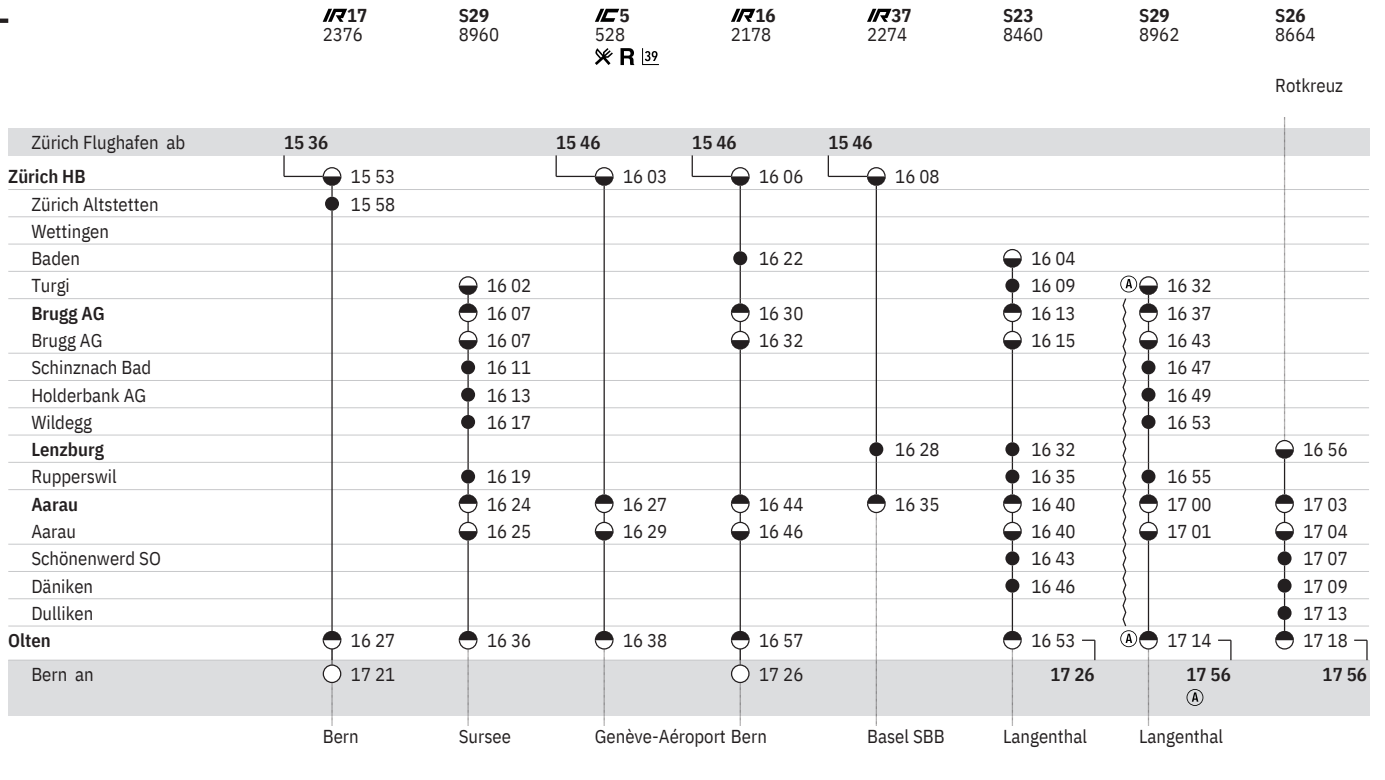 IR17 S29 IC5 IR16 IR37 S23 S29 S26
2376 8960 528 2178 2274 8460 8962 8664
R 39
Rotkreuz
Zürich Flughafen ab 15 36 15 46 15 46 15 46
Zürich HB 15 53 16 03 16 06 16 08
Zürich Altstetten 15 58
Wettingen
Baden 16 22 16 04
Turgi 16 02 16 09 A 16 32
Brugg AG 16 07 16 30 16 13 16 37
Brugg AG 16 07 16 32 16 15 16 43
Schinznach Bad 16 11 16 47
Holderbank AG 16 13 16 49
Wildegg 16 17 16 53
Lenzburg 16 28 16 32 16 56
Rupperswil 16 19 16 35 16 55
Aarau 16 24 16 27 16 44 16 35 16 40 17 00 17 03
Aarau 16 25 16 29 16 46 16 40 17 01 17 04
Schönenwerd SO 16 43 17 07
Däniken 16 46 17 09
Dulliken 17 13
Olten 16 27 16 36 16 38 16 57 16 53 A 17 14 17 18
Bern an 17 21 17 26 17 26 17 56 17 56
A
Bern Sursee Genève-Aéroport Bern Basel SBB Langenthal Langenthal